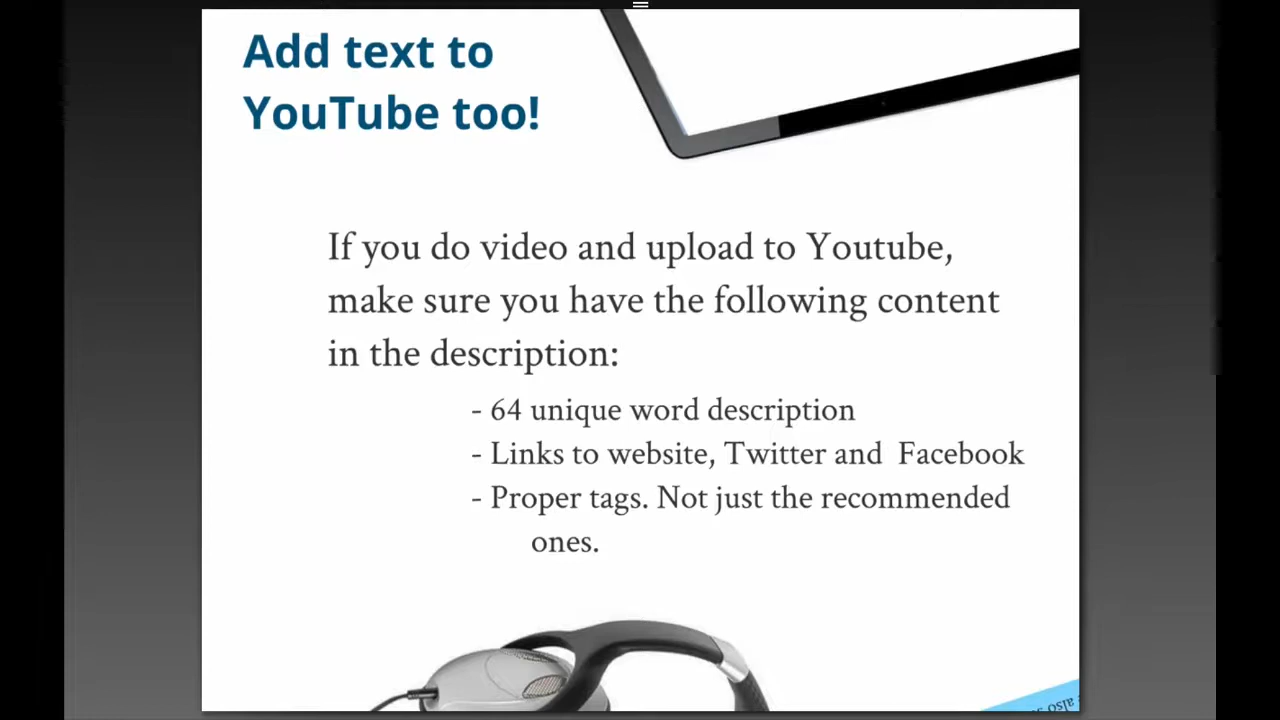 Add text to
YouTube too!
If you do video and upload to Youtube,
make sure you have the following content
in the description:
- 64 unique word description
- Links to website, Twitter and Facebook
- Proper tags. Not just the recommended
ones.
also